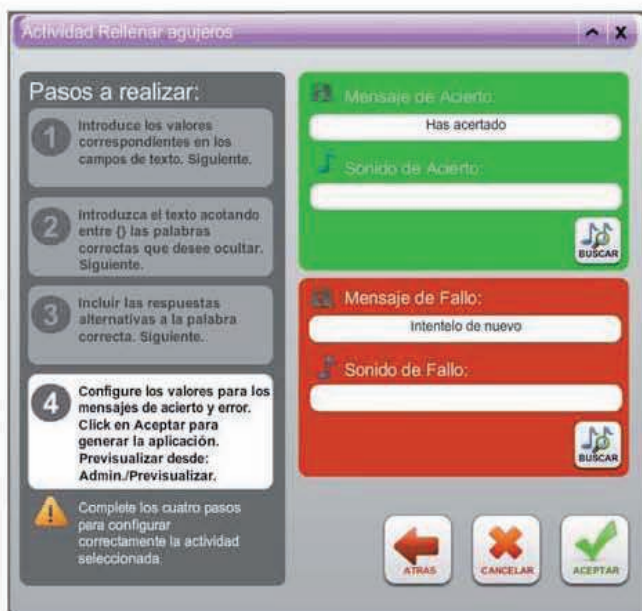 Actividad Rellenar agujeros
X
Pasos a realizar:
1
Introduce los valores
correspondientes en los
campos de texto. Siguiente.
2
Introduzca el texto acotando
entre {} las palabras
correctas que desee ocultar.
Siguiente.
3
Incluir las respuestas
alternativas a la palabra
correcta. Siguiente.
4
Configure los valores para los
mensajes de acierto y error.
Click en Aceptar para
generar la aplicación.
Previsualizar desde:
Admin./Previsualizar.
Complete los cuatro pasos
para configurar
correctamente la actividad
seleccionada
Mensaje de Acierto:
Has acertado
Sonido de Acierto:
BUSCAR
Mensaje de Fallo:
Intentelo de nuevo
Sonido de Fallo:
BUSCAR
ATRAS
CANCELAR
ACEPTAR